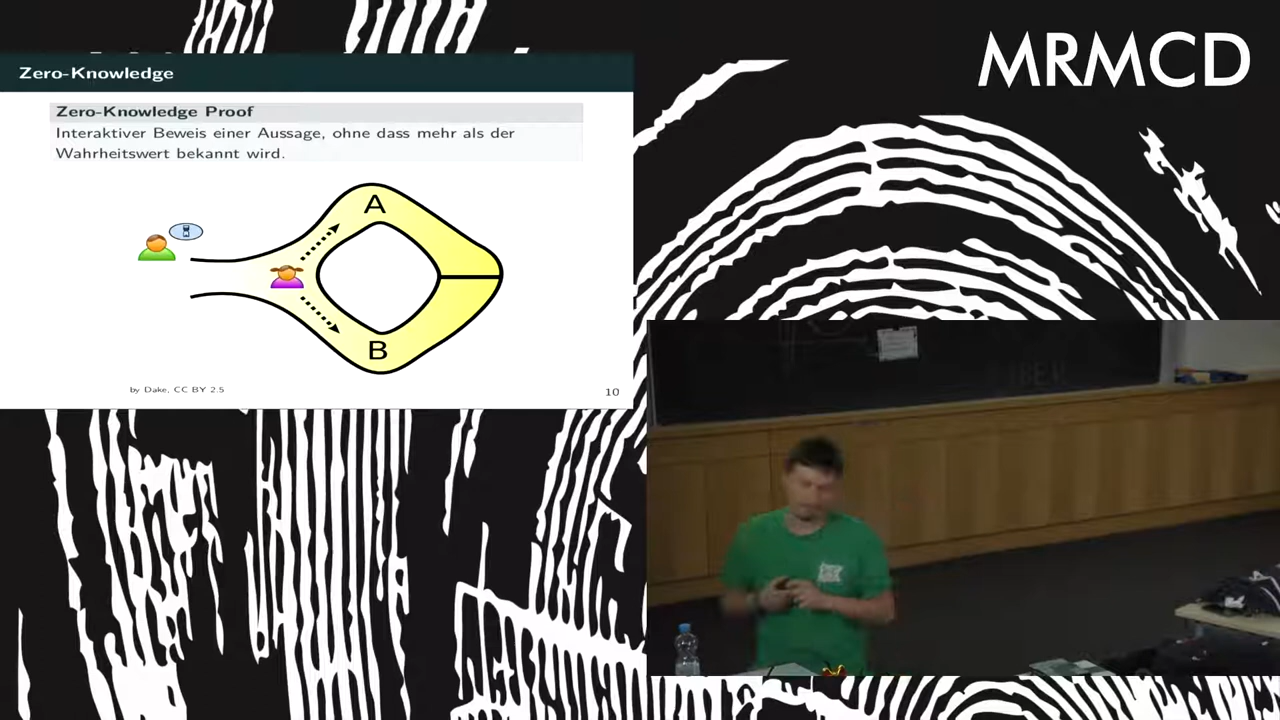 MRMCD
Zero-Knowledge
Zero-Knowledge Proof
Interaktiver Beweis einer Aussage, ohne dass mehr als der
Wahrheitswert bekannt wird.
A
B
by Dake, CC BY 2.5
10